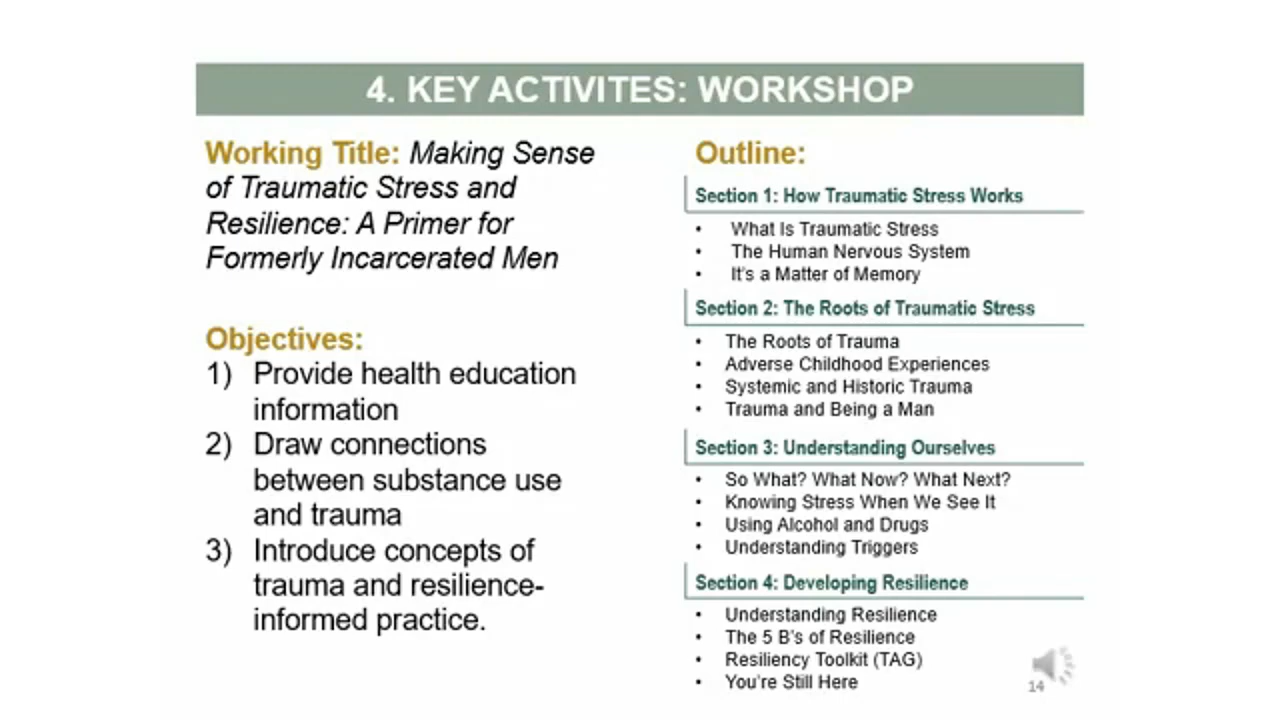 4. KEY ACTIVITES: WORKSHOP
Working Title: Making Sense
of Traumatic Stress and
Resilience: A Primer for
Formerly Incarcerated Men
Objectives:
1) Provide health education
information
2) Draw connections
between substance use
and trauma
3) Introduce concepts of
trauma and resilience-
informed practice.
Outline:
Section 1: How Traumatic Stress Works
• What Is Traumatic Stress
• The Human Nervous System
• It's a Matter of Memory
Section 2: The Roots of Traumatic Stress
• The Roots of Trauma
• Adverse Childhood Experiences
• Systemic and Historic Trauma
• Trauma and Being a Man
Section 3: Understanding Ourselves
• So What? What Now? What Next?
• Knowing Stress When We See It
• Using Alcohol and Drugs
• Understanding Triggers
Section 4: Developing Resilience
• Understanding Resilience
• The 5 B's of Resilience
• Resiliency Toolkit (TAG)
• You're Still Here
14